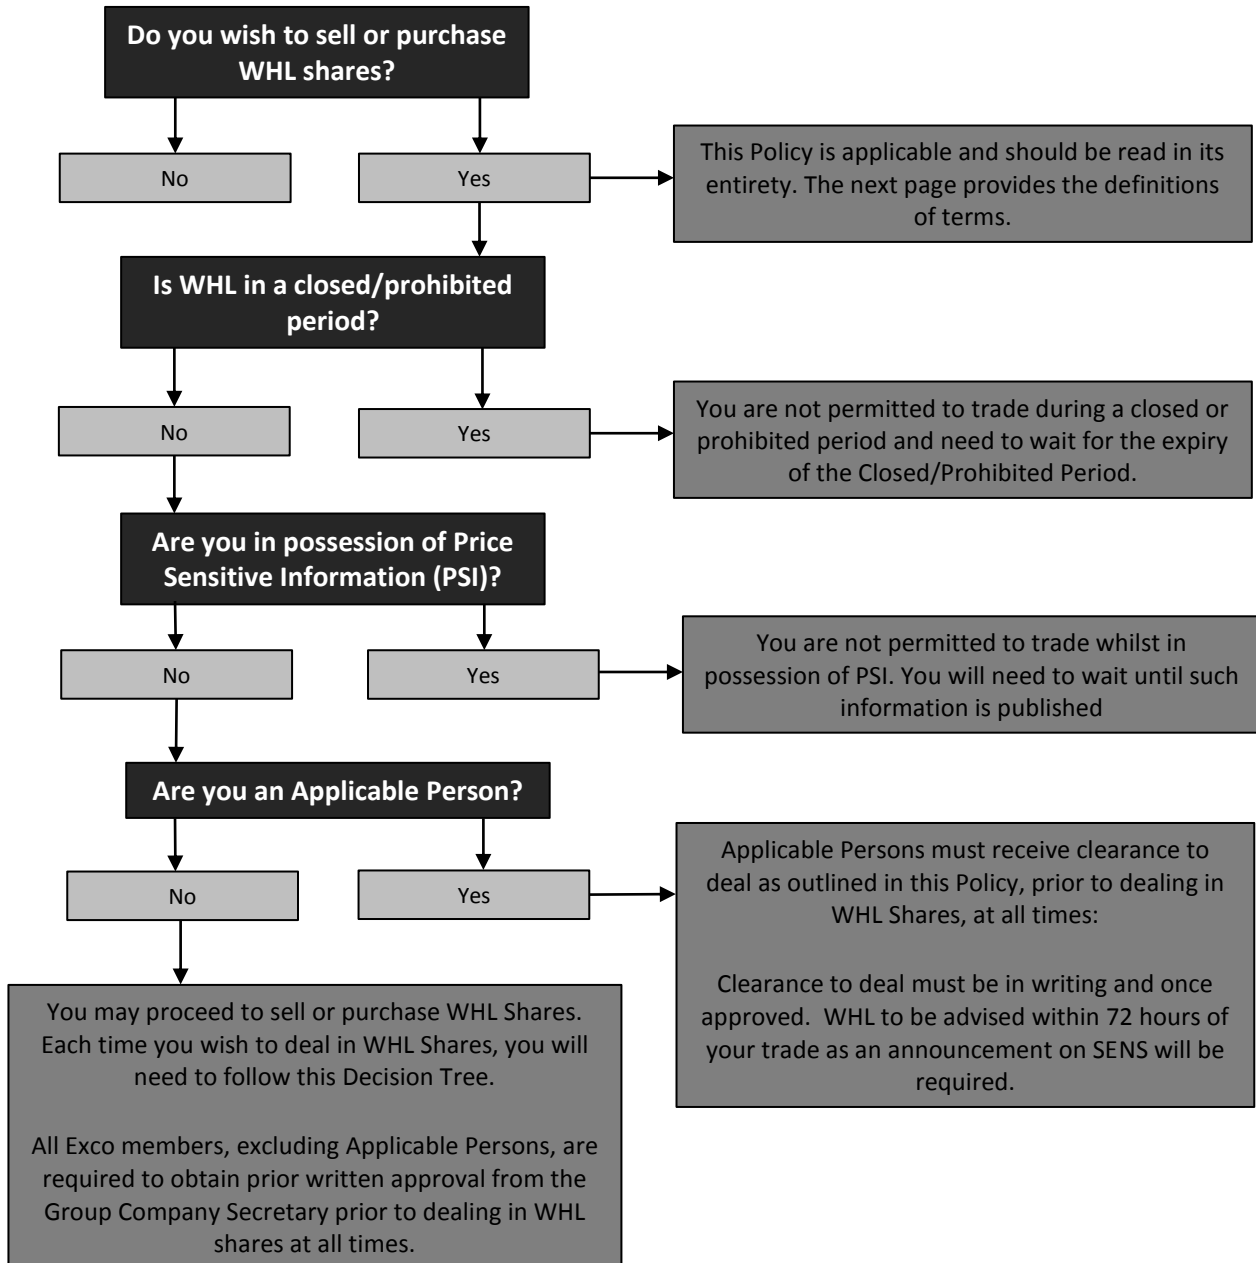 Do you wish to sell or purchase
WHL shares?
No
Yes
This Policy is applicable and should be read in its
entirety. The next page provides the definitions
of terms.
Is WHL in a closed/prohibited
period?
No
Yes
You are not permitted to trade during a closed or
prohibited period and need to wait for the expiry
of the Closed/Prohibited Period.
Are you in possession of Price
Sensitive Information (PSI)?
No
Yes
You are not permitted to trade whilst in
possession of PSI. You will need to wait until such
information is published
Are you an Applicable Person?
No
Yes
Applicable Persons must receive clearance to
deal as outlined in this Policy, prior to dealing in
WHL Shares, at all times:
Clearance to deal must be in writing and once
approved.  WHL to be advised within 72 hours of
your trade as an announcement on SENS will be
required.
You may proceed to sell or purchase WHL Shares.
Each time you wish to deal in WHL Shares, you will
need to follow this Decision Tree.
All Exco members, excluding Applicable Persons, are
required to obtain prior written approval from the
Group Company Secretary prior to dealing in WHL
shares at all times.